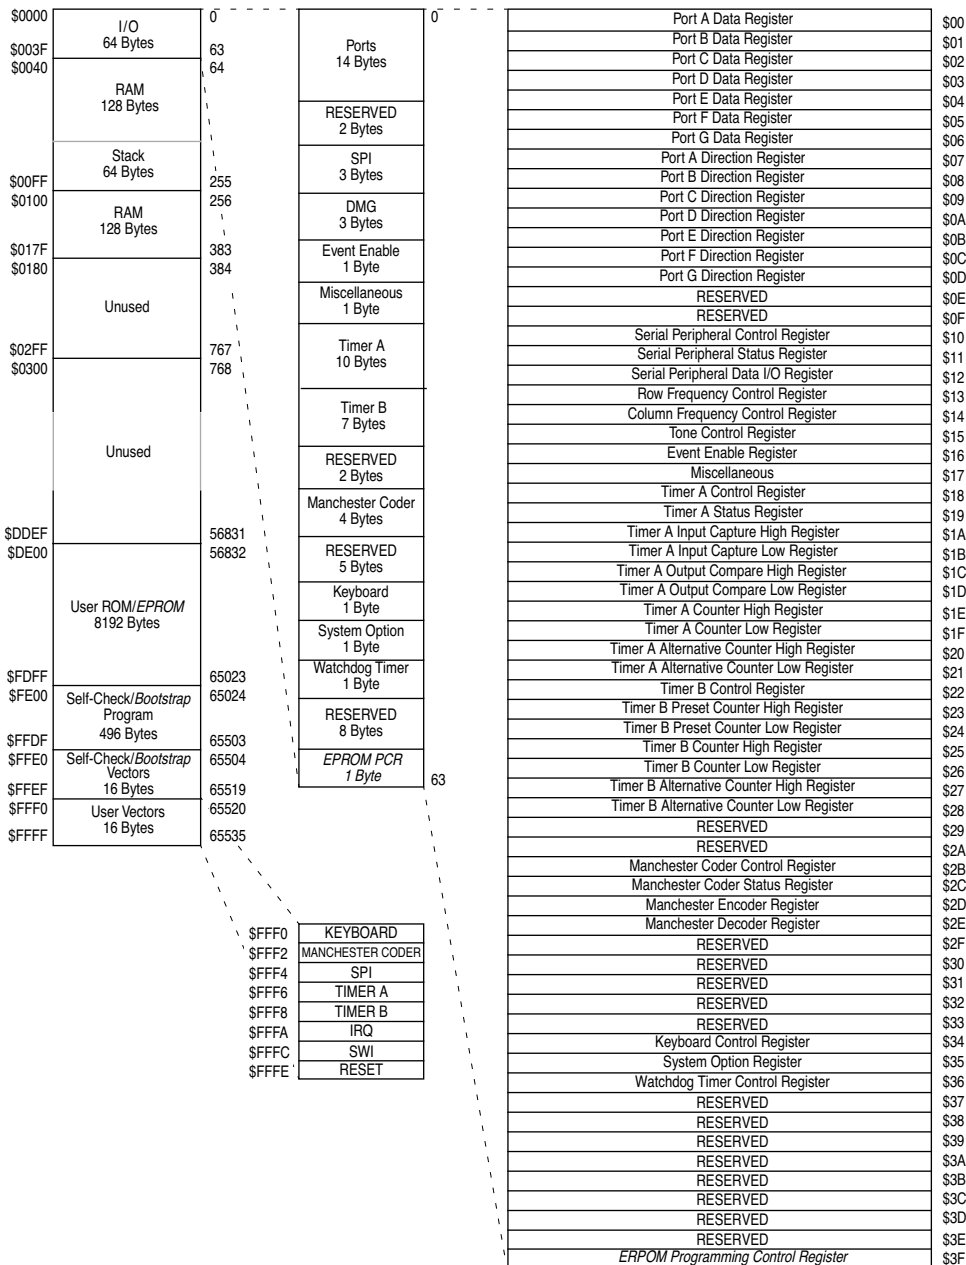 $0000 I/O 0
64 Bytes
$003F 63
$0040 64
RAM
128 Bytes
Stack
64 Bytes
$00FF 255
$0100 256
RAM
128 Bytes
$017F 383
$0180 384
Unused
$02FF 767
$0300 768
Unused
$DDEF 56831
$DE00 56832
User ROM/EPROM
8192 Bytes
$FDFF 65023
$FE00 65024
Self-Check/Bootstrap
Program
496 Bytes
$FFDF 65503
$FFE0 65504
Self-Check/Bootstrap
Vectors
16 Bytes
$FFEF 65519
$FFF0 65520
User Vectors
16 Bytes
$FFFF 65535
0
Ports
14 Bytes
RESERVED
2 Bytes
SPI
3 Bytes
DMG
3 Bytes
Event Enable
1 Byte
Miscellaneous
1 Byte
Timer A
10 Bytes
Timer B
7 Bytes
RESERVED
2 Bytes
Manchester Coder
4 Bytes
RESERVED
5 Bytes
Keyboard
1 Byte
System Option
1 Byte
Watchdog Timer
1 Byte
RESERVED
8 Bytes
EPROM PCR
1 Byte
63
$FFF0 KEYBOARD
$FFF2 MANCHESTER CODER
$FFF4 SPI
$FFF6 TIMER A
$FFF8 TIMER B
$FFFA IRQ
$FFFC SWI
$FFFE RESET
Port A Data Register $00
Port B Data Register $01
Port C Data Register $02
Port D Data Register $03
Port E Data Register $04
Port F Data Register $05
Port G Data Register $06
Port A Direction Register $07
Port B Direction Register $08
Port C Direction Register $09
Port D Direction Register $0A
Port E Direction Register $0B
Port F Direction Register $0C
Port G Direction Register $0D
RESERVED $0E
RESERVED $0F
Serial Peripheral Control Register $10
Serial Peripheral Status Register $11
Serial Peripheral Data I/O Register $12
Row Frequency Control Register $13
Column Frequency Control Register $14
Tone Control Register $15
Event Enable Register $16
Miscellaneous $17
Timer A Control Register $18
Timer A Status Register $19
Timer A Input Capture High Register $1A
Timer A Input Capture Low Register $1B
Timer A Output Compare High Register $1C
Timer A Output Compare Low Register $1D
Timer A Counter High Register $1E
Timer A Counter Low Register $1F
Timer A Alternative Counter High Register $20
Timer A Alternative Counter Low Register $21
Timer B Control Register $22
Timer B Preset Counter High Register $23
Timer B Preset Counter Low Register $24
Timer B Counter High Register $25
Timer B Counter Low Register $26
Timer B Alternative Counter High Register $27
Timer B Alternative Counter Low Register $28
RESERVED $29
RESERVED $2A
Manchester Coder Control Register $2B
Manchester Coder Status Register $2C
Manchester Encoder Register $2D
Manchester Decoder Register $2E
RESERVED $2F
RESERVED $30
RESERVED $31
RESERVED $32
RESERVED $33
Keyboard Control Register $34
System Option Register $35
Watchdog Timer Control Register $36
RESERVED $37
RESERVED $38
RESERVED $39
RESERVED $3A
RESERVED $3B
RESERVED $3C
RESERVED $3D
RESERVED $3E
ERPOM Programming Control Register $3F